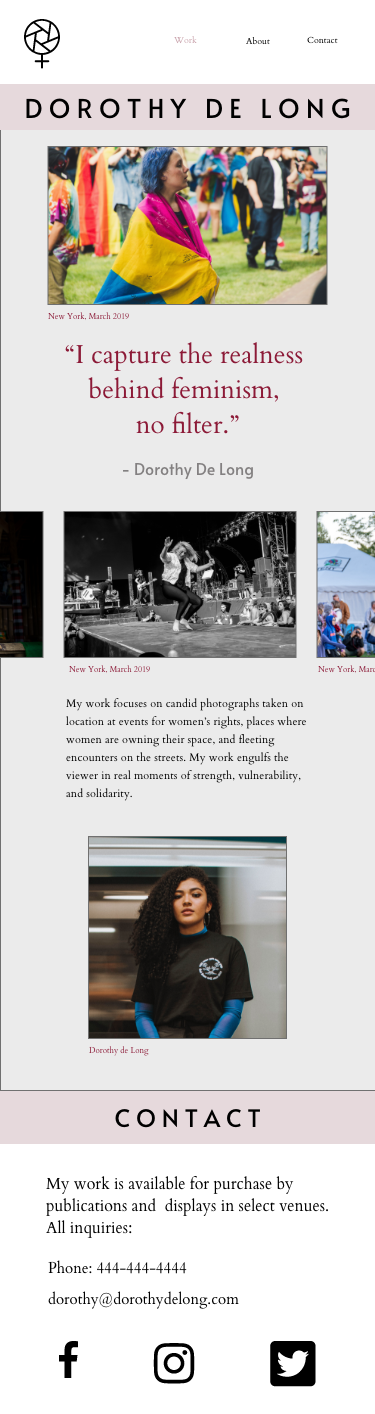 Work About Contact
DOROTHY DE LONG
New York, March 2019
“I capture the realness
behind feminism,
no filter.”
- Dorothy De Long
New York, March 2019
New York, Marc
My work focuses on candid photographs taken on
location at events for women's rights, places where
women are owning their space, and fleeting
encounters on the streets. My work engulfs the
viewer in real moments of strength, vulnerability,
and solidarity.
Dorothy de Long
CONTACT
My work is available for purchase by
publications and displays in select venues.
All inquiries:
Phone: 444-444-4444
dorothy@dorothydelong.com